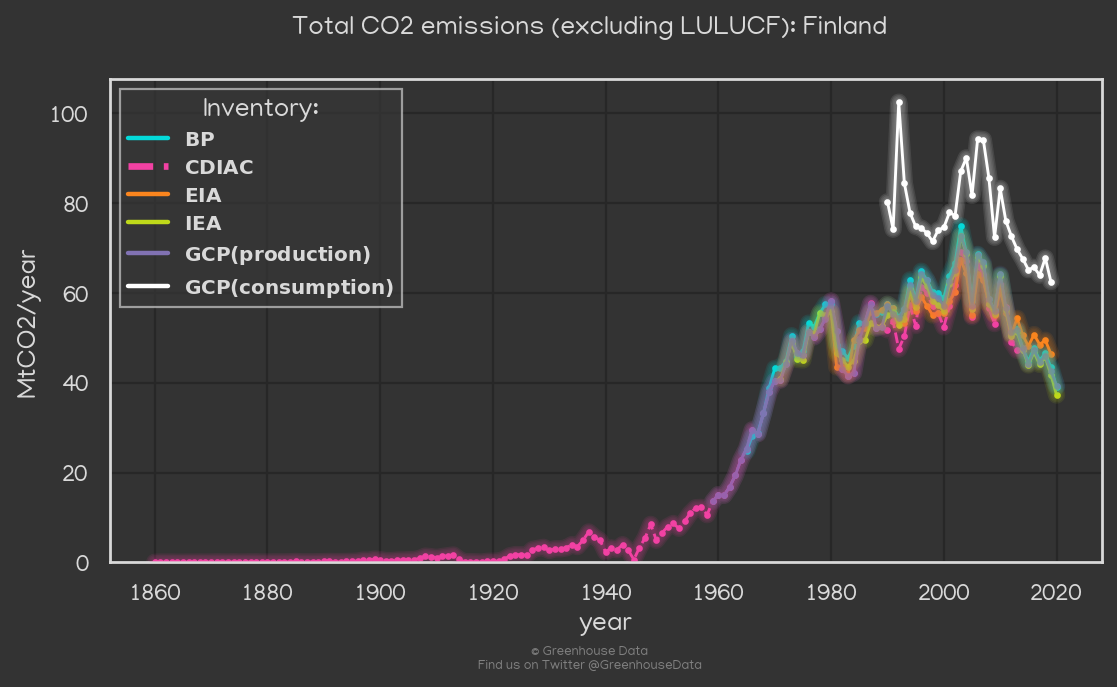 Total CO2 emissions (excluding LULUCF): Finland
Inventory:
BP
CDIAC
EIA
IEA
GCP(production)
GCP(consumption)
MtCO2/year
100
80
60
40
20
0
1860 1880 1900 1920 1940 1960 1980 2000 2020
year
© Greenhouse Data
Find us on Twitter @GreenhouseData